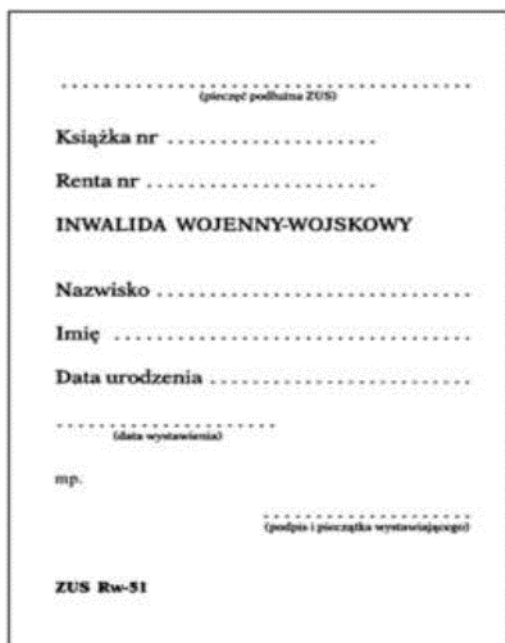 ........................................
(pieczęć podłużna ZUS)
Książka nr ....................
Renta nr ......................
INWALIDA WOJENNY-WOJSKOWY
Nazwisko ..............................
Imię ..................................
Data urodzenia .........................
.....................
(data wystawienia)
mp.
......................
(podpis i pieczątka wystawiającego)
ZUS Rw-51